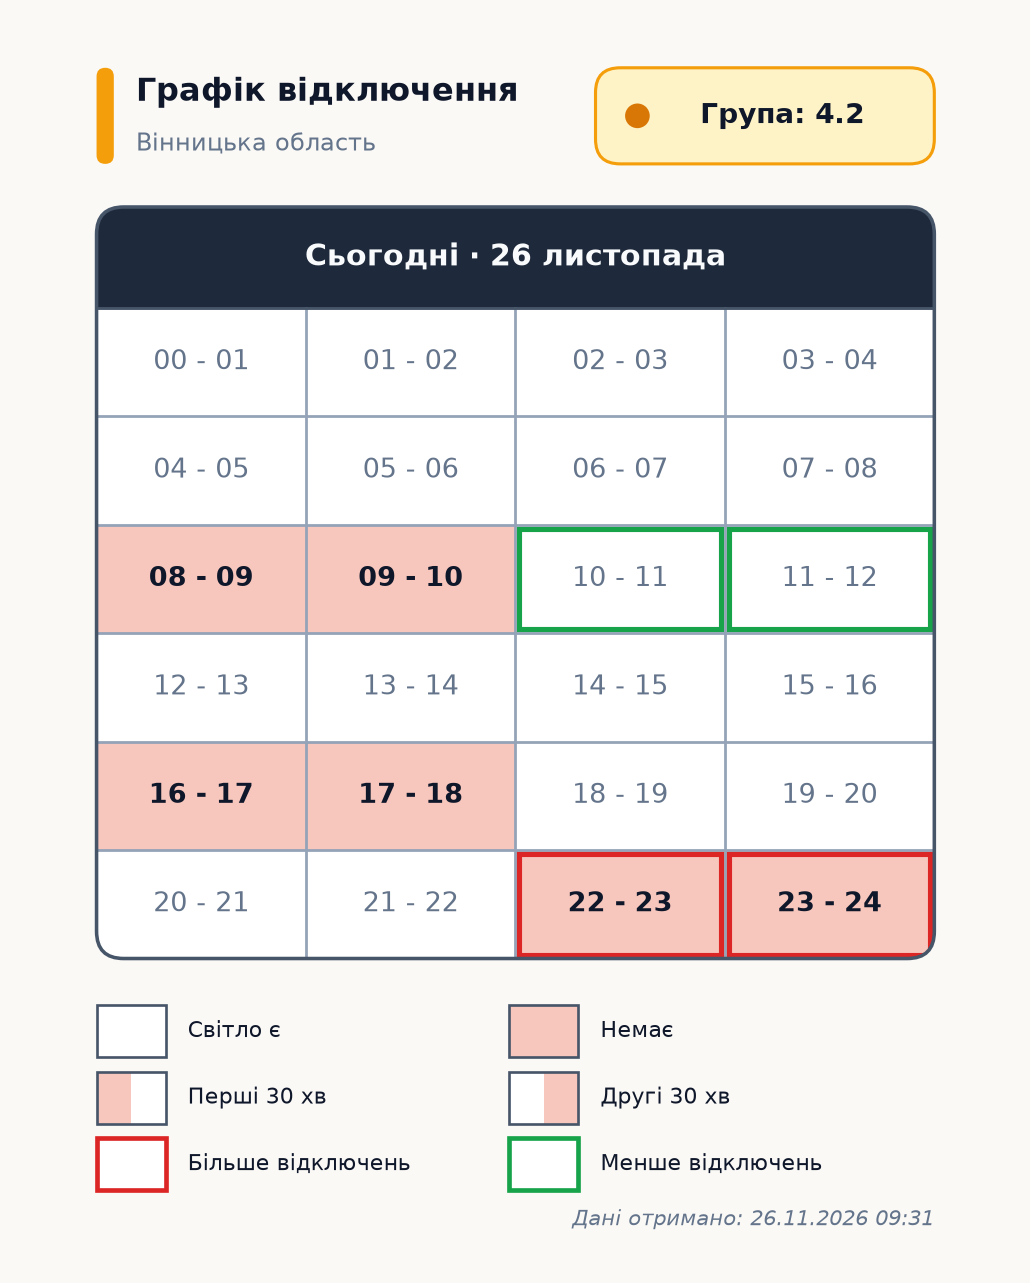 Графік відключення
Вінницька область
Група: 4.2
Сьогодні · 26 листопада
00 - 01 01 - 02 02 - 03 03 - 04
04 - 05 05 - 06 06 - 07 07 - 08
08 - 09 09 - 10 10 - 11 11 - 12
12 - 13 13 - 14 14 - 15 15 - 16
16 - 17 17 - 18 18 - 19 19 - 20
20 - 21 21 - 22 22 - 23 23 - 24
Світло є Немає
Перші 30 хв Другі 30 хв
Більше відключень Менше відключень
Дані отримано: 26.11.2026 09:31